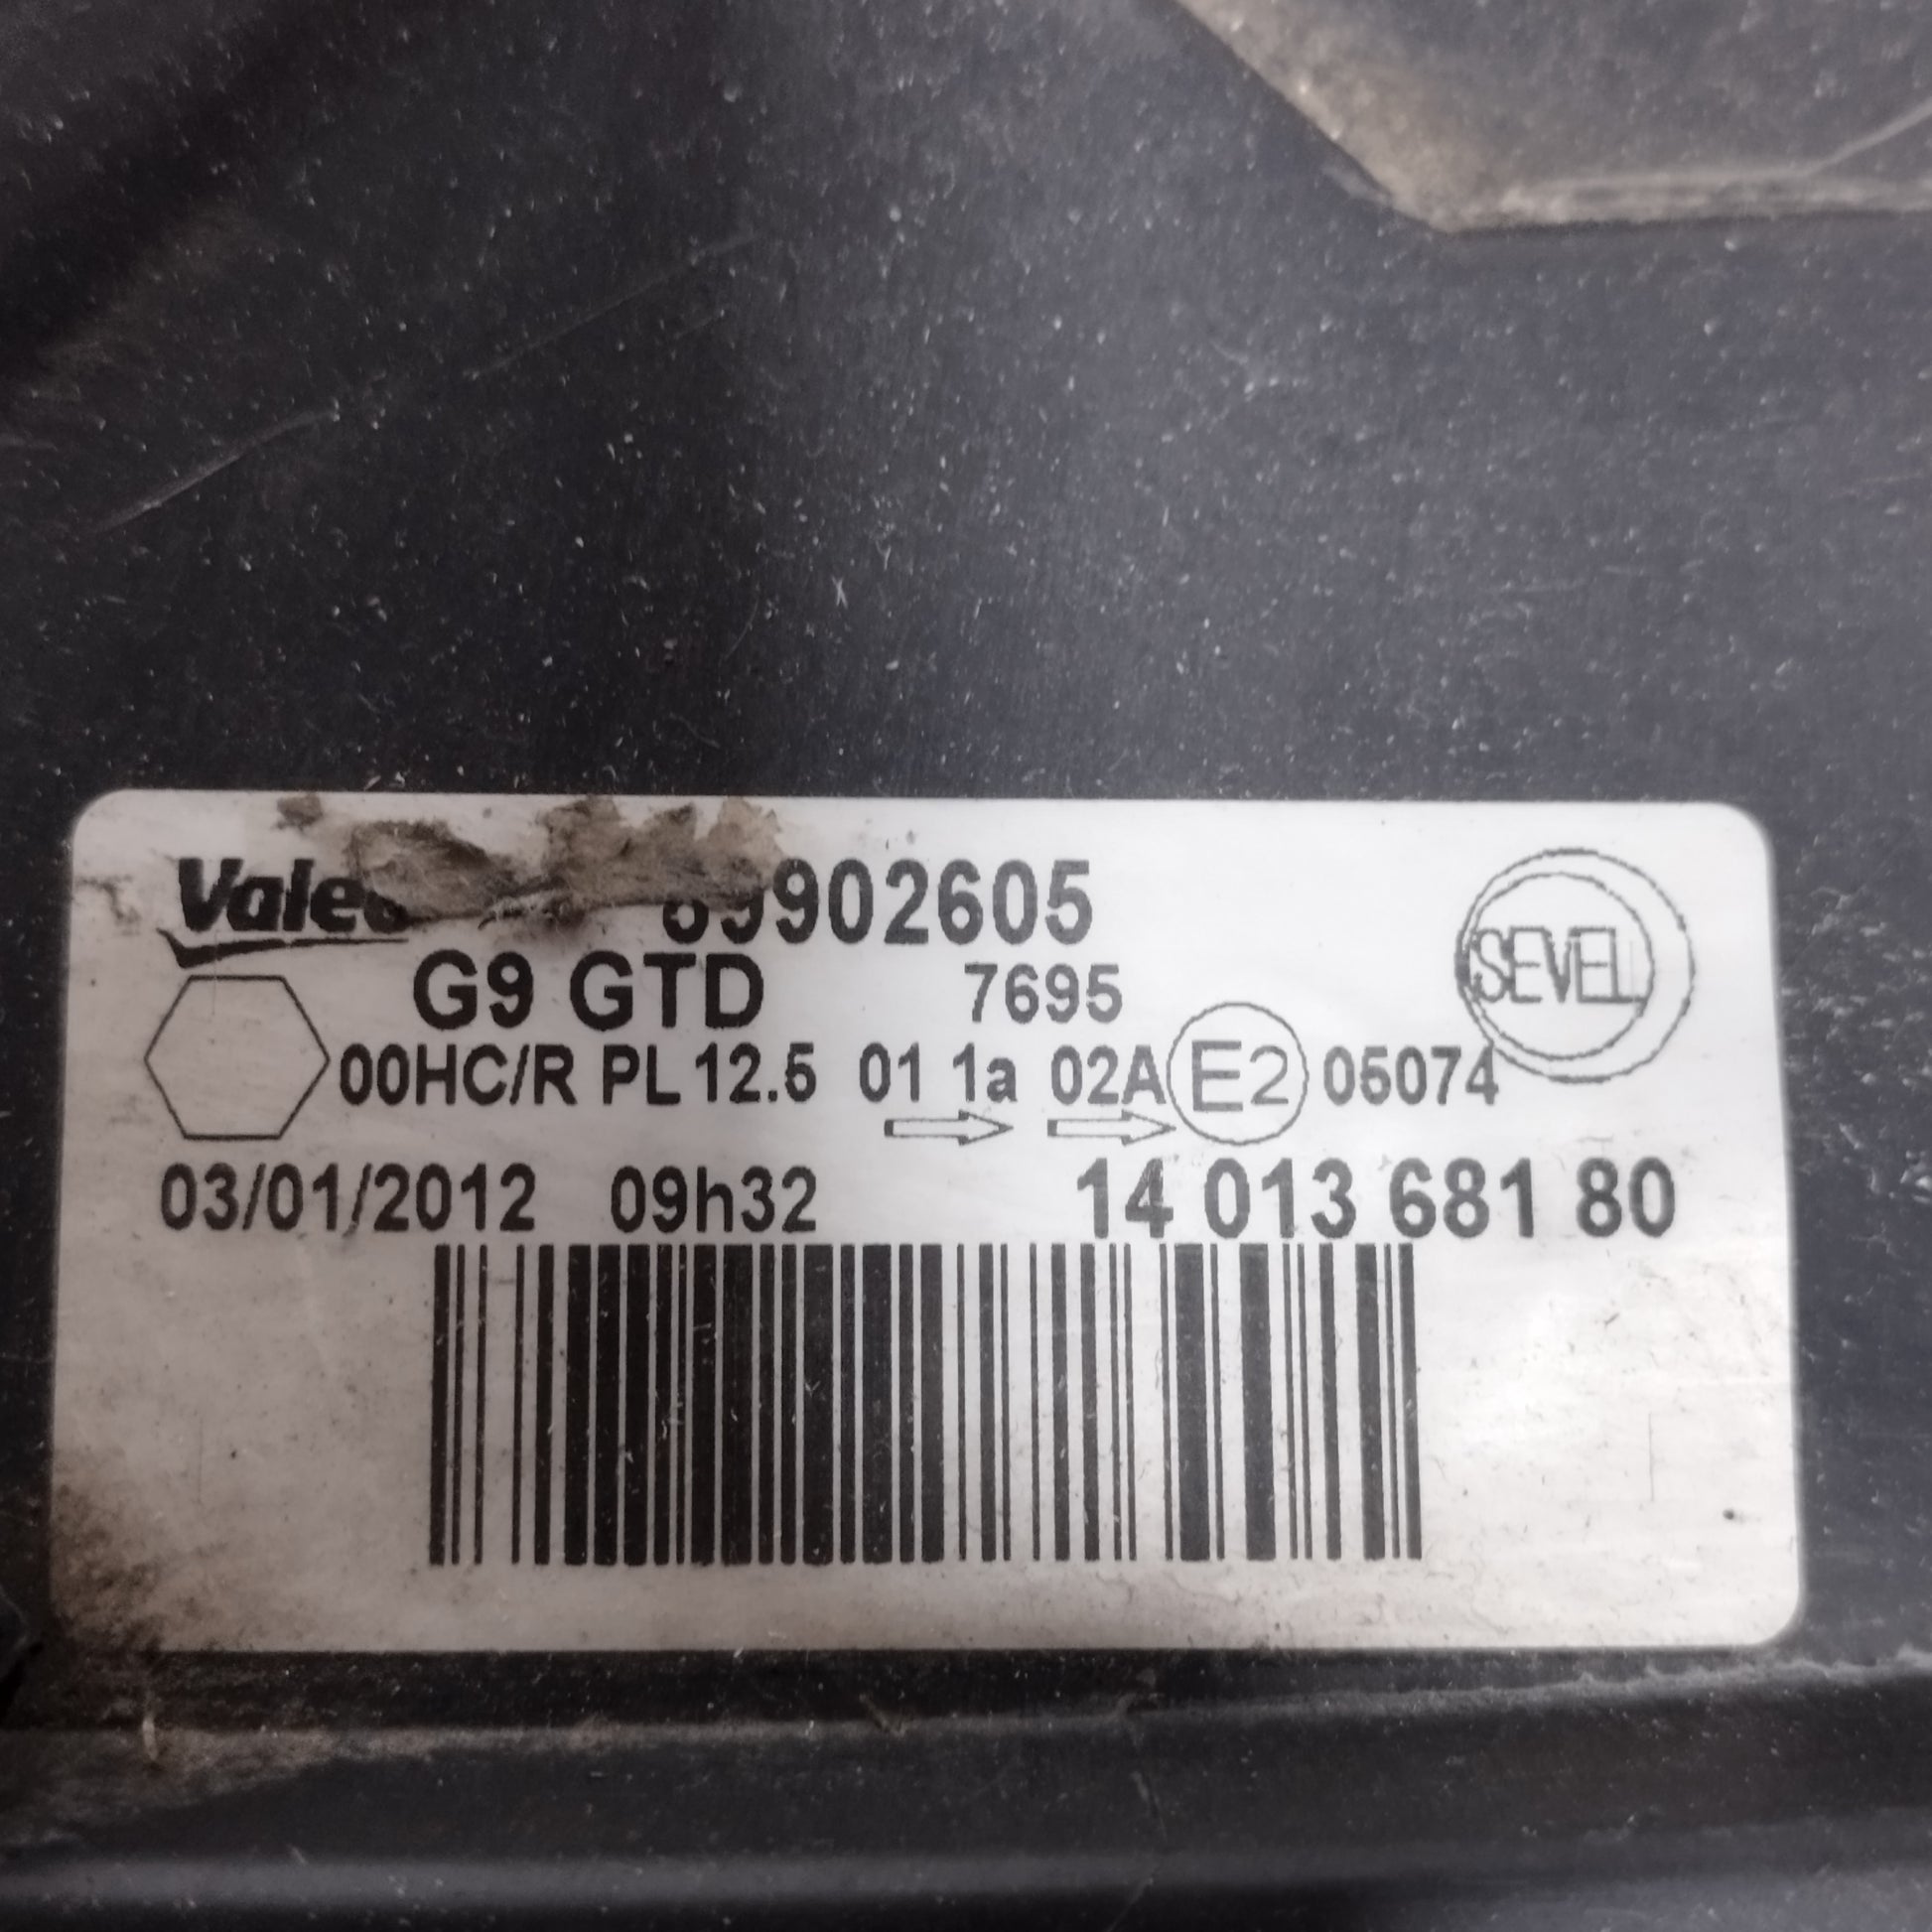 Valeo 89902605
SEVEL
G9 GTD 7695
00HC/R PL 12.5 01 1a 02A E2 05074
03/01/2012 09h32 14 013 681 80